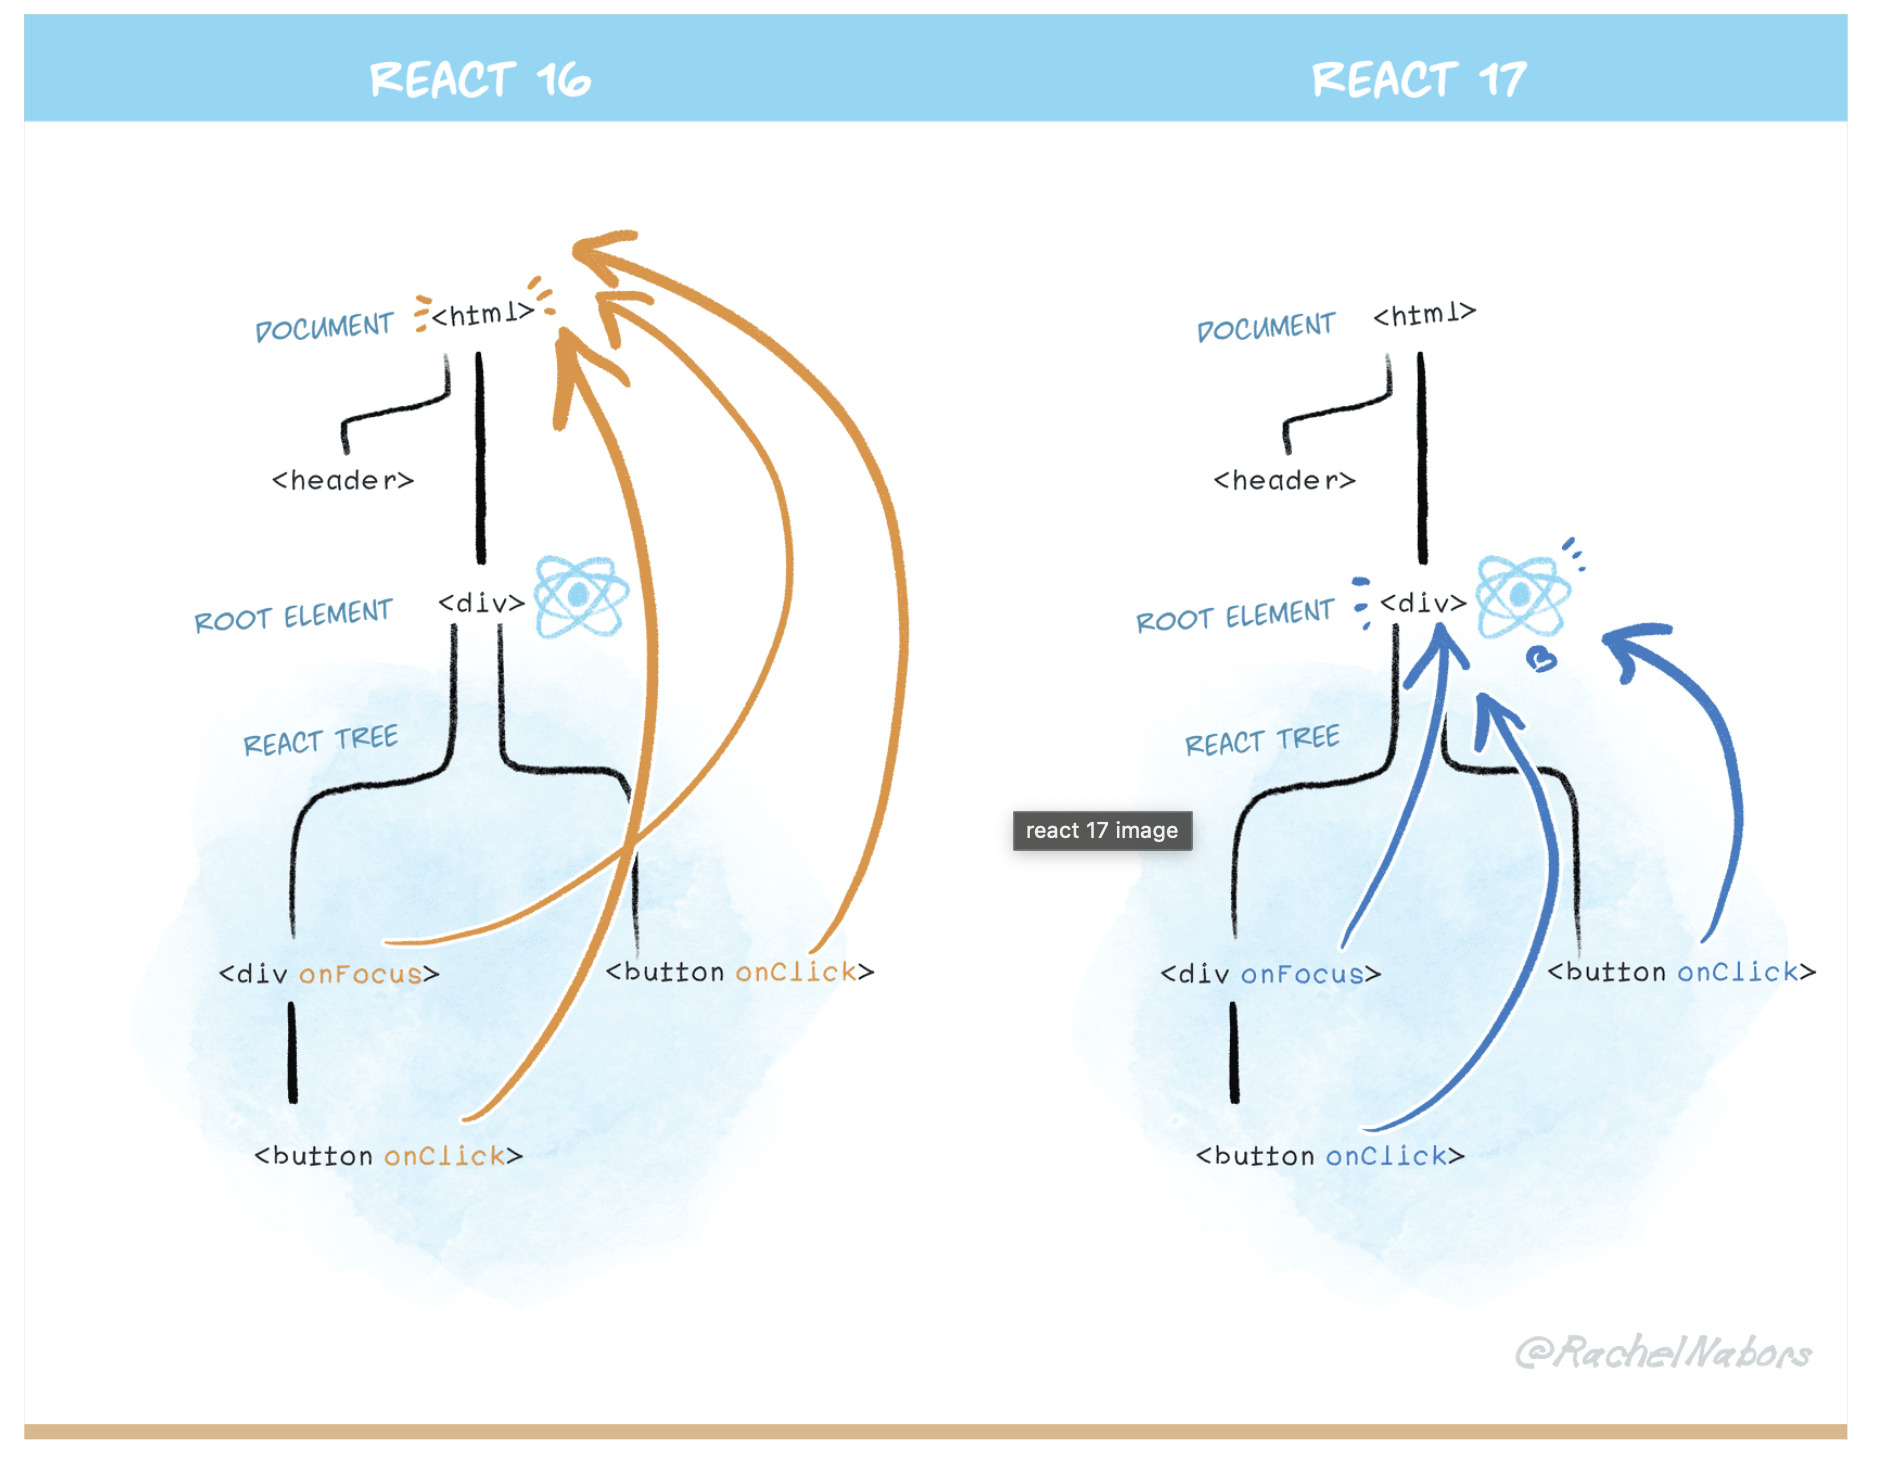 REACT 16
REACT 17
DOCUMENT <html>
<header>
ROOT ELEMENT <div>
REACT TREE
<div onFocus>
<button onClick>
<button onClick>
DOCUMENT <html>
<header>
ROOT ELEMENT <div>
REACT TREE
react 17 image
<div onFocus>
<button onClick>
<button onClick>
@RachelNabors